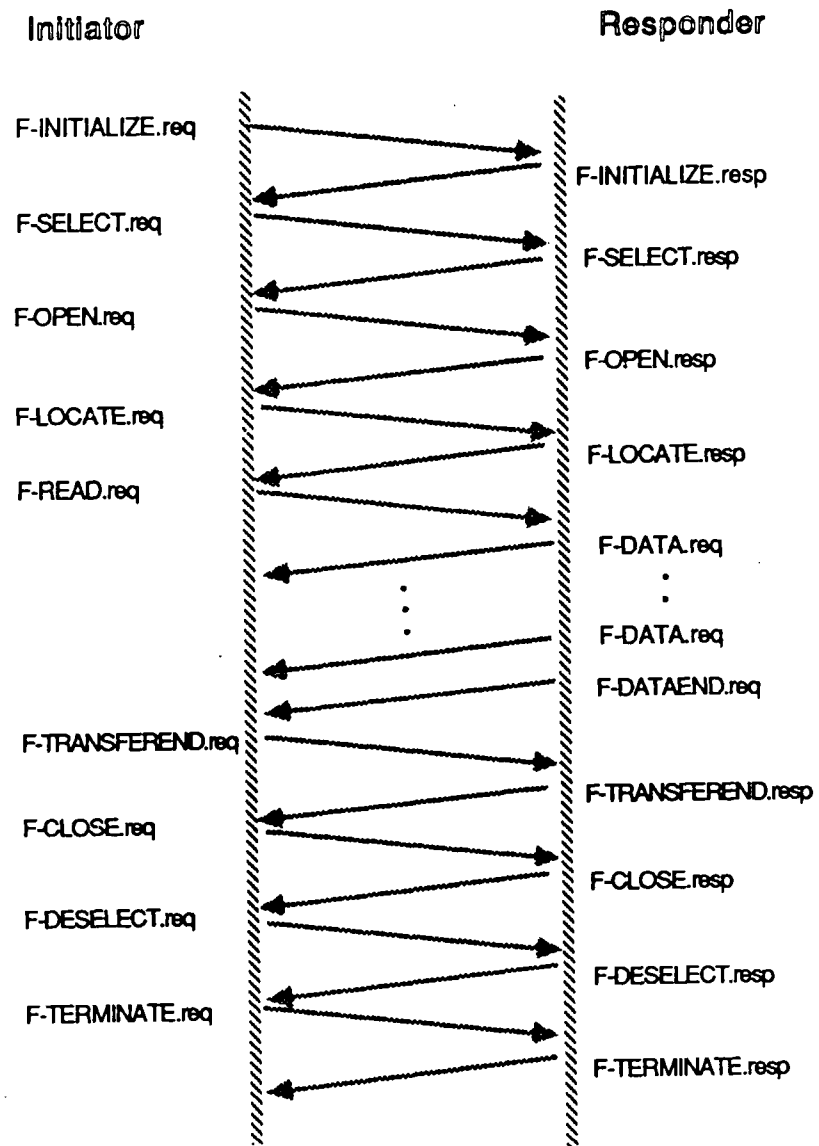 Initiator
Responder
F-INITIALIZE.req
F-INITIALIZE.resp
F-SELECT.req
F-SELECT.resp
F-OPEN.req
F-OPEN.resp
F-LOCATE.req
F-LOCATE.resp
F-READ.req
F-DATA.req
F-DATA.req
F-DATAEND.req
F-TRANSFEREND.req
F-TRANSFEREND.resp
F-CLOSE.req
F-CLOSE.resp
F-DESELECT.req
F-DESELECT.resp
F-TERMINATE.req
F-TERMINATE.resp